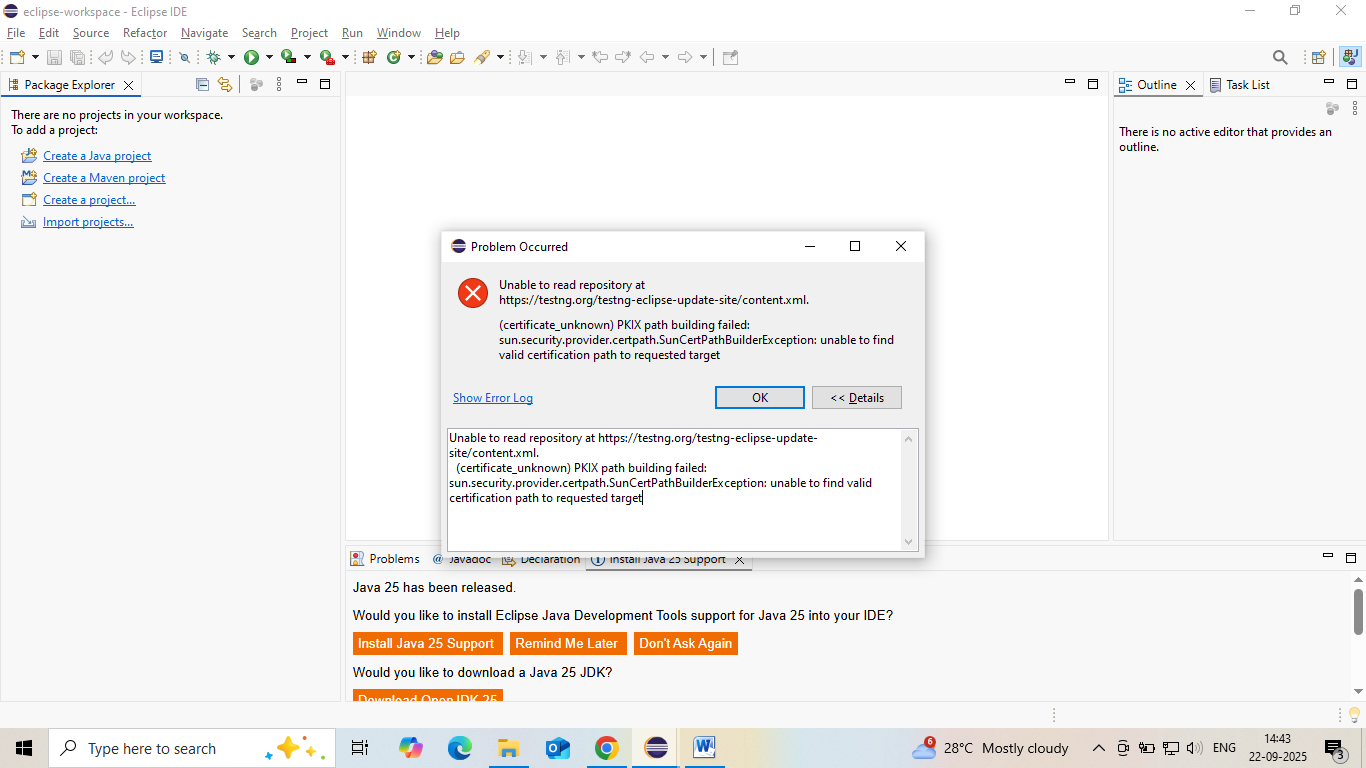 eclipse-workspace - Eclipse IDE
File Edit Source Refactor Navigate Search Project Run Window Help
Package Explorer
There are no projects in your workspace.
To add a project:
Create a Java project
Create a Maven project
Create a project...
Import projects...
Outline Task List
There is no active editor that provides an
outline.
Problem Occurred
Unable to read repository at
https://testng.org/testng-eclipse-update-site/content.xml.
(certificate_unknown) PKIX path building failed:
sun.security.provider.certpath.SunCertPathBuilderException: unable to find
valid certification path to requested target
Show Error Log OK << Details
Unable to read repository at https://testng.org/testng-eclipse-update-
site/content.xml.
(certificate_unknown) PKIX path building failed:
sun.security.provider.certpath.SunCertPathBuilderException: unable to find valid
certification path to requested target
Problems @ Javadoc Declaration Install Java 25 Support
Java 25 has been released.
Would you like to install Eclipse Java Development Tools support for Java 25 into your IDE?
Install Java 25 Support Remind Me Later Don't Ask Again
Would you like to download a Java 25 JDK?
Download Open JDK 25
Type here to search
6 28°C Mostly cloudy ENG 14:43
22-09-2025 3